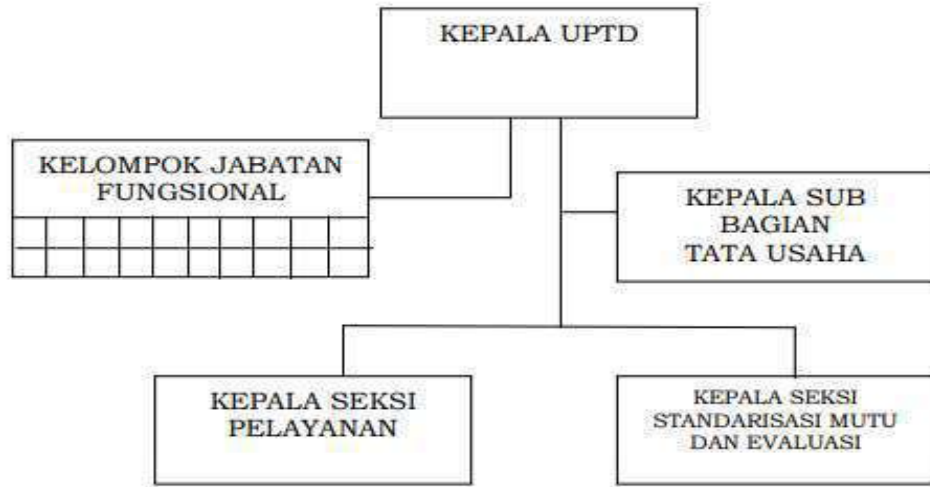 KEPALA UPTD
KELOMPOK JABATAN
FUNGSIONAL
KEPALA SUB
BAGIAN
TATA USAHA
KEPALA SEKSI
PELAYANAN
KEPALA SEKSI
STANDARISASI MUTU
DAN EVALUASI